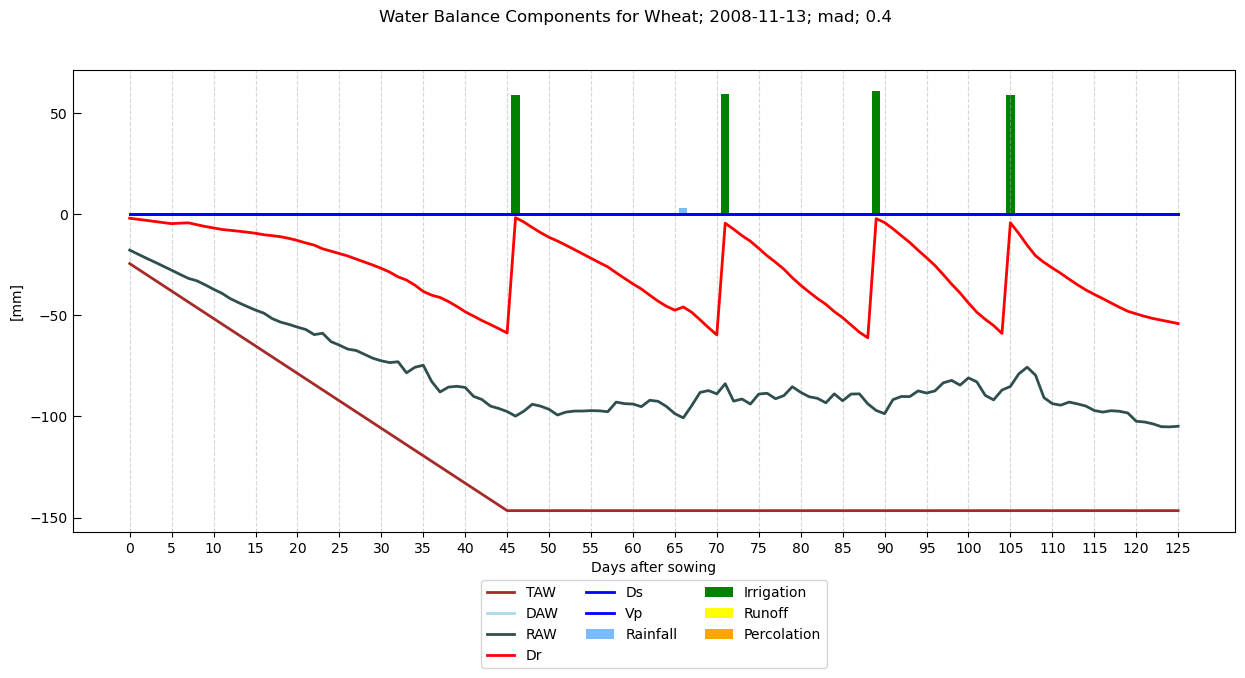 Water Balance Components for Wheat; 2008-11-13; mad; 0.4
50
0
−50
−100
−150
[mm]
0 5 10 15 20 25 30 35 40 45 50 55 60 65 70 75 80 85 90 95 100 105 110 115 120 125
Days after sowing
TAW
DAW
RAW
Dr
Ds
Vp
Rainfall
Irrigation
Runoff
Percolation